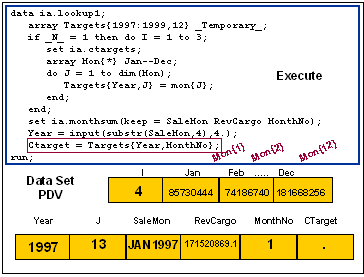 data ia.lookup1;
array Targets{1997:1999,12} _Temporary_;
if _N_ = 1 then do I = 1 to 3;
set ia.ctargets;
array Mon{*} Jan--Dec;
do J = 1 to dim(Mon);
Targets{Year,J} = mon{J};
end;
end;
set ia.monthsum(keep = SaleMon RevCargo MonthNo);
Year = input(substr(SaleMon,4),4.);
Ctarget = Targets{Year,MonthNo};
run;
Execute
Mon{1} Mon{2} Mon{12}
Data Set
PDV
I Jan Feb ..... Dec
4 85730444 74186740 181668256
Year J SaleMon RevCargo MonthNo CTarget
1997 13 JAN1997 171520869.1 1 .